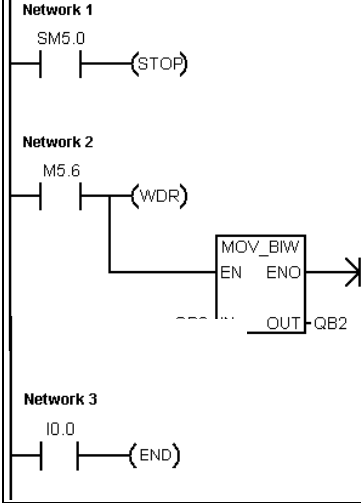 Network 1
SM5.0
(STOP)
Network 2
M5.6
(WDR)
MOV_BIW
EN ENO
OUT QB2
Network 3
I0.0
(END)